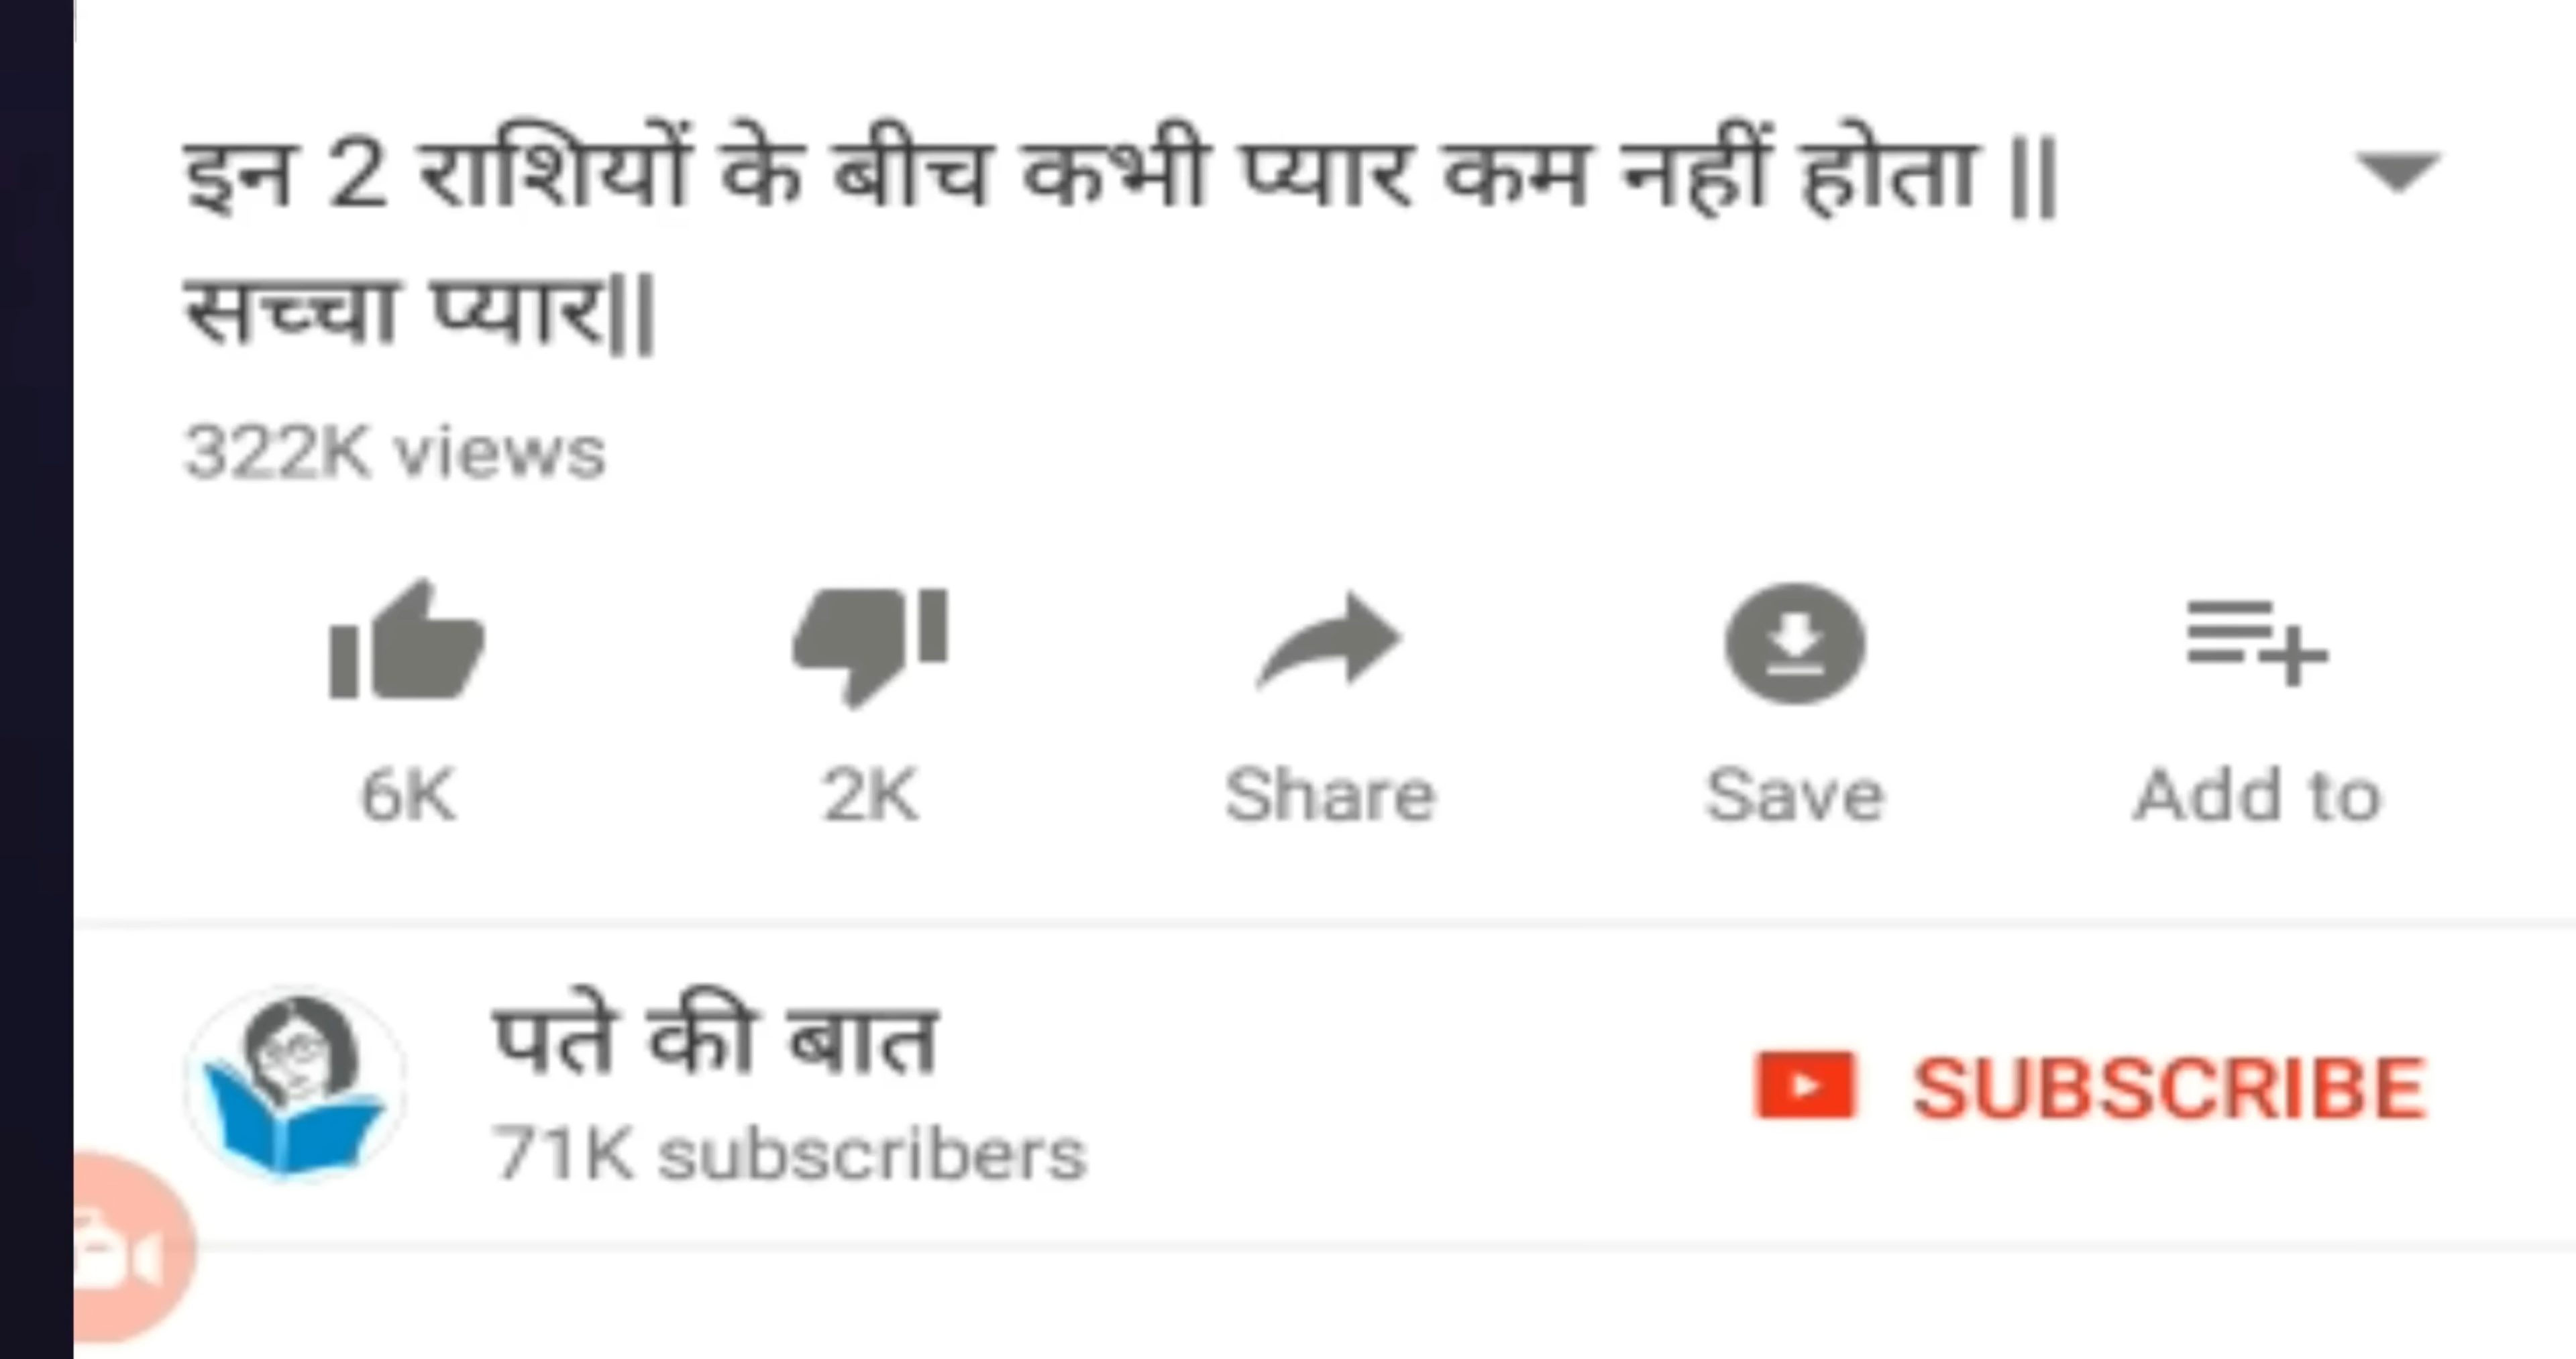 इन 2 राशियों के बीच कभी प्यार कम नहीं होता ||
सच्चा प्यार||
322K views
6K 2K Share Save Add to
पते की बात
71K subscribers
SUBSCRIBE